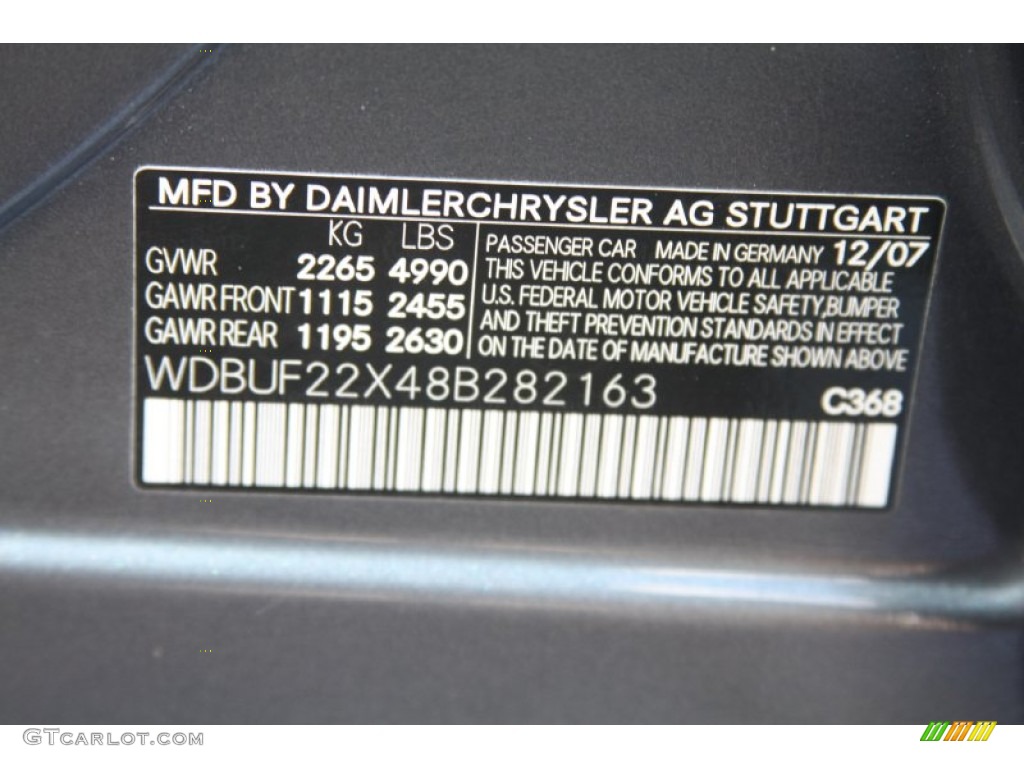 MFD BY DAIMLERCHRYSLER AG STUTTGART
KG LBS
GVWR 2265 4990
GAWR FRONT 1115 2455
GAWR REAR 1195 2630
PASSENGER CAR MADE IN GERMANY 12/07
THIS VEHICLE CONFORMS TO ALL APPLICABLE
U.S. FEDERAL MOTOR VEHICLE SAFETY, BUMPER
AND THEFT PREVENTION STANDARDS IN EFFECT
ON THE DATE OF MANUFACTURE SHOWN ABOVE
WDBUF22X48B282163
C368
GTCARLOT.COM